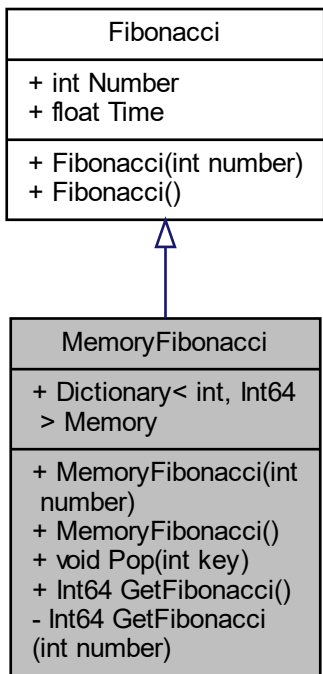 Fibonacci
+ int Number
+ float Time
+ Fibonacci(int number)
+ Fibonacci()
MemoryFibonacci
+ Dictionary< int, Int64
> Memory
+ MemoryFibonacci(int
number)
+ MemoryFibonacci()
+ void Pop(int key)
+ Int64 GetFibonacci()
- Int64 GetFibonacci
(int number)